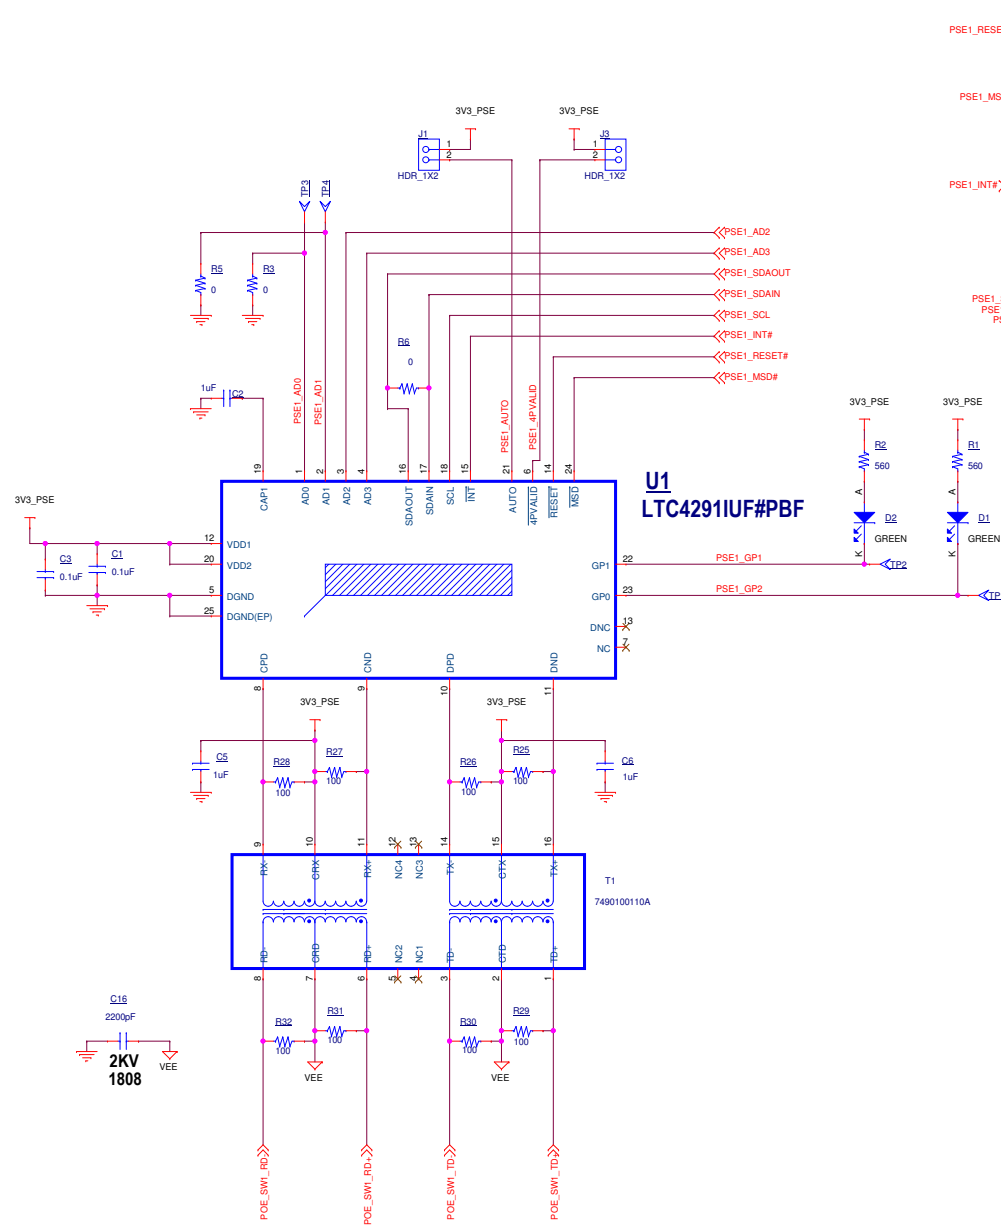 PSE1_RESE
PSE1_MS
PSE1_INT#
PSE1_
PSE
PS
3V3_PSE
3V3_PSE
J1
1
2
HDR_1X2
J3
1
2
HDR_1X2
TP3
TP4
R5
0
R3
0
PSE1_AD2
PSE1_AD3
PSE1_SDAOUT
PSE1_SDAIN
PSE1_SCL
PSE1_INT#
PSE1_RESET#
PSE1_MSD#
R6
0
1uF
C2
PSE1_AD0
PSE1_AD1
PSE1_AUTO
PSE1_4PVALID
3V3_PSE
3V3_PSE
R2
560
R1
560
A
A
D2
GREEN
D1
GREEN
K
K
19
1
2
3
4
16
17
18
15
21
6
14
24
CAP1
AD0
AD1
AD2
AD3
SDAOUT
SDAIN
SCL
INT
AUTO
4PVALID
RESET
MSD
U1
LTC4291IUF#PBF
3V3_PSE
C3
0.1uF
C1
0.1uF
12
VDD1
20
VDD2
5
DGND
25
DGND(EP)
GP1
22
PSE1_GP1
TP2
GP0
23
PSE1_GP2
TP
DNC
13
NC
7
CPD
CND
DPD
DND
8
9
10
11
3V3_PSE
3V3_PSE
C5
1uF
R28
100
R27
100
R26
100
R25
100
C6
1uF
9
10
11
12
13
14
15
16
RX-
CRX
RX+
NC4
NC3
TX-
CTX
TX+
T1
7490100110A
RD-
CRD
RD+
NC2
NC1
TD-
CTD
TD+
8
7
6
5
4
3
2
1
R32
100
R31
100
R30
100
R29
100
VEE
VEE
C16
2200pF
2KV
1808
VEE
POE_SW1_RD-
POE_SW1_RD+
POE_SW1_TD-
POE_SW1_TD+